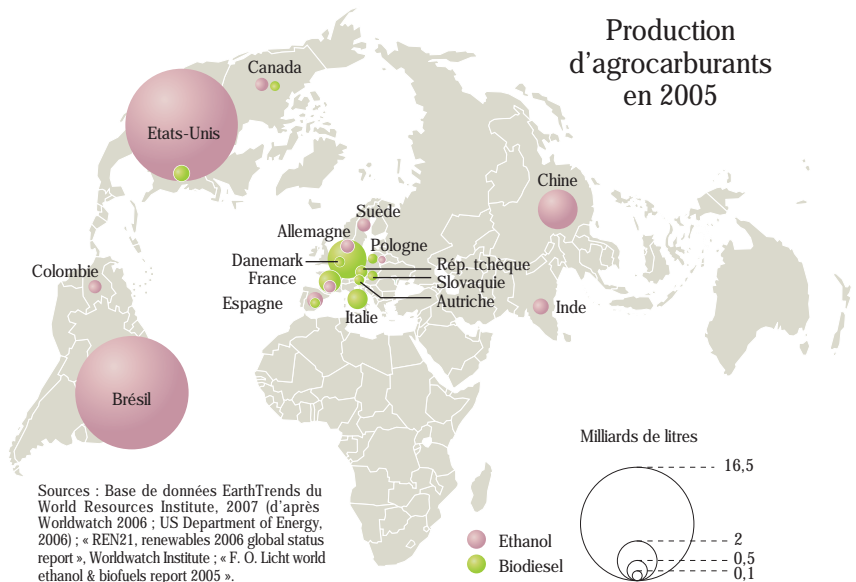 Production
d'agrocarburants
en 2005
Canada
Etats-Unis
Chine
Suède
Allemagne
Pologne
Danemark
Rép. tchèque
Colombie
France
Slovaquie
Espagne
Autriche
Inde
Italie
Brésil
Milliards de litres
16,5
2
0,5
0,1
Sources : Base de données EarthTrends du
World Resources Institute, 2007 (d'après
Worldwatch 2006 ; US Department of Energy,
2006) ; « REN21, renewables 2006 global status
report », Worldwatch Institute ; « F. O. Licht world
ethanol & biofuels report 2005 ».
Ethanol
Biodiesel